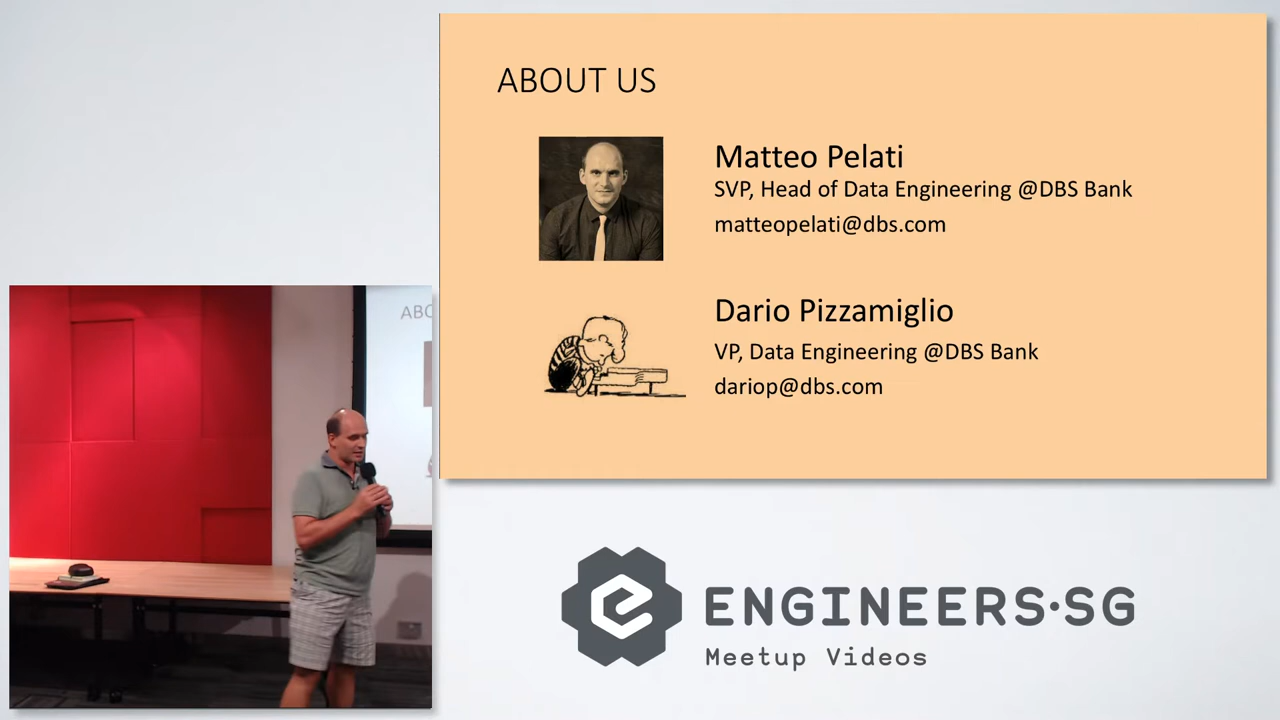 ABOUT US
Matteo Pelati
SVP, Head of Data Engineering @DBS Bank
matteopelati@dbs.com
Dario Pizzamiglio
VP, Data Engineering @DBS Bank
dariop@dbs.com
ABO
ENGINEERS·SG
Meetup Videos